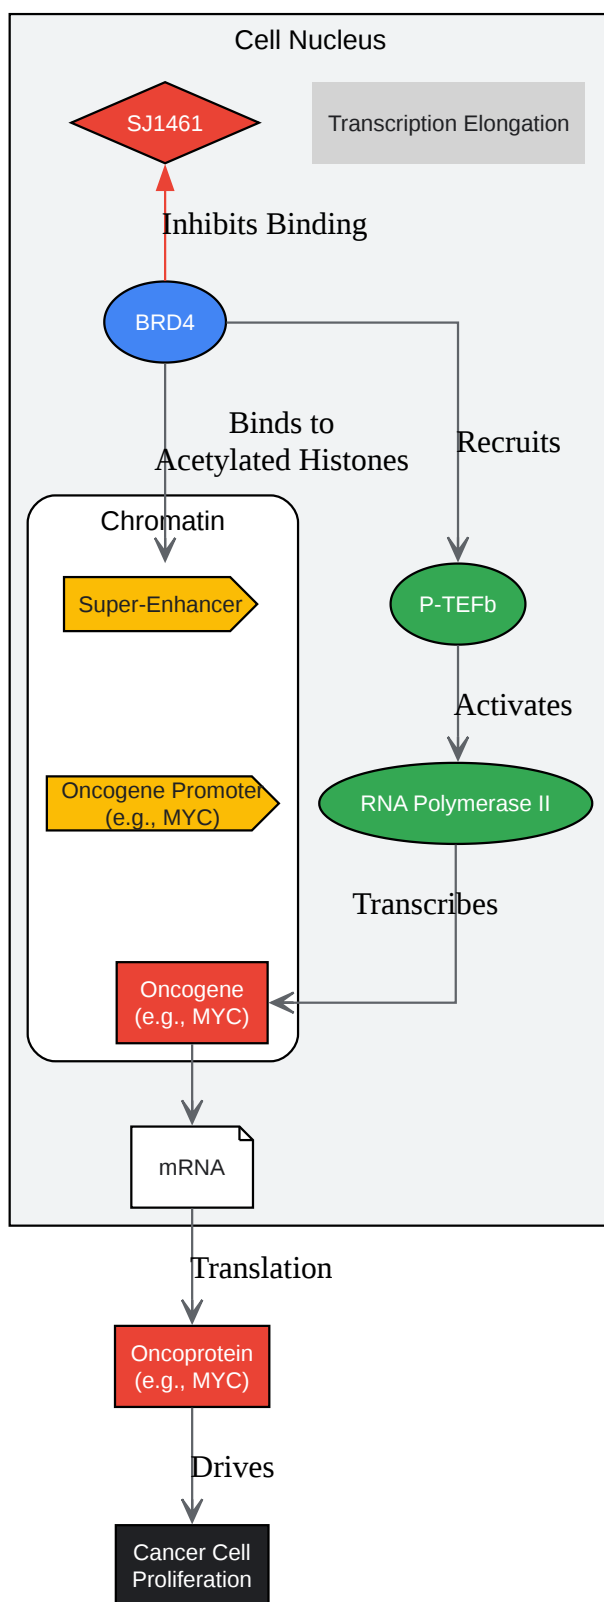 Cell Nucleus
SJ1461
Transcription Elongation
Inhibits Binding
BRD4
Binds to
Acetylated Histones
Recruits
Chromatin
Super-Enhancer
P-TEFb
Activates
Oncogene Promoter
(e.g., MYC)
RNA Polymerase II
Transcribes
Oncogene
(e.g., MYC)
mRNA
Translation
Oncoprotein
(e.g., MYC)
Drives
Cancer Cell
Proliferation